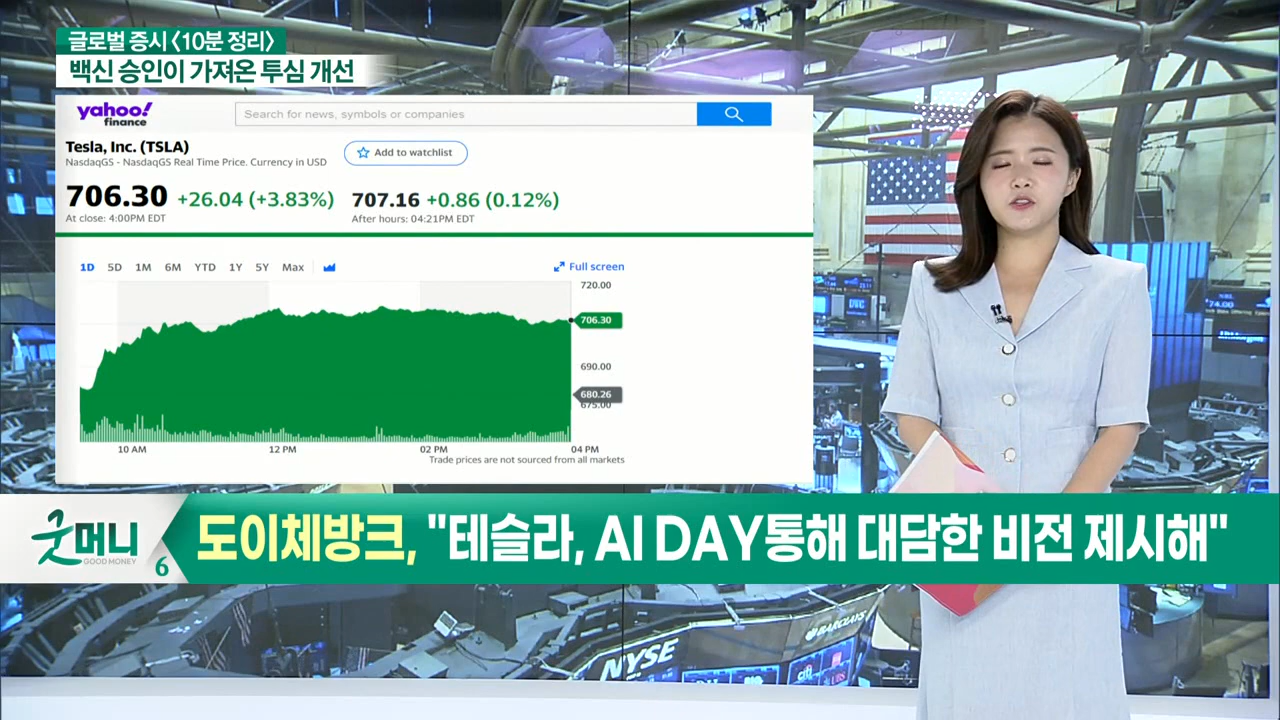 글로벌 증시 <10분 정리>
백신 승인이 가져온 투심 개선
yahoo!
finance
Search for news, symbols or companies
Tesla, Inc. (TSLA)
NasdaqGS - NasdaqGS Real Time Price. Currency in USD
Add to watchlist
706.30 +26.04 (+3.83%) 707.16 +0.86 (0.12%)
At close: 4:00PM EDT After hours: 04:21PM EDT
1D 5D 1M 6M YTD 1Y 5Y Max
Full screen
720.00
706.30
690.00
680.26
675.00
10 AM 12 PM 02 PM 04 PM
Trade prices are not sourced from all markets
굿머니
GOOD MONEY
6
도이체방크, "테슬라, AI DAY통해 대담한 비전 제시해"
NYSE
BARCLAYS
citi
UBS
74.00